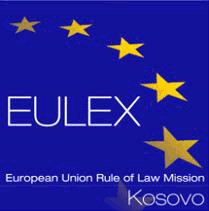 EULEX
European Union Rule of Law Mission
Kosovo